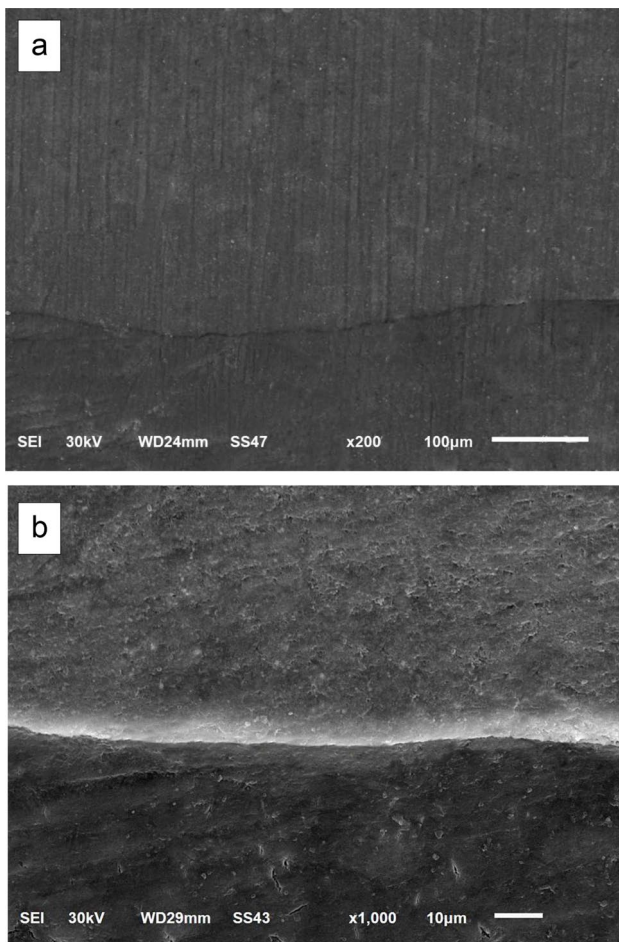 a
SEI 30kV WD24mm SS47 x200 100µm
b
SEI 30kV WD29mm SS43 x1,000 10µm